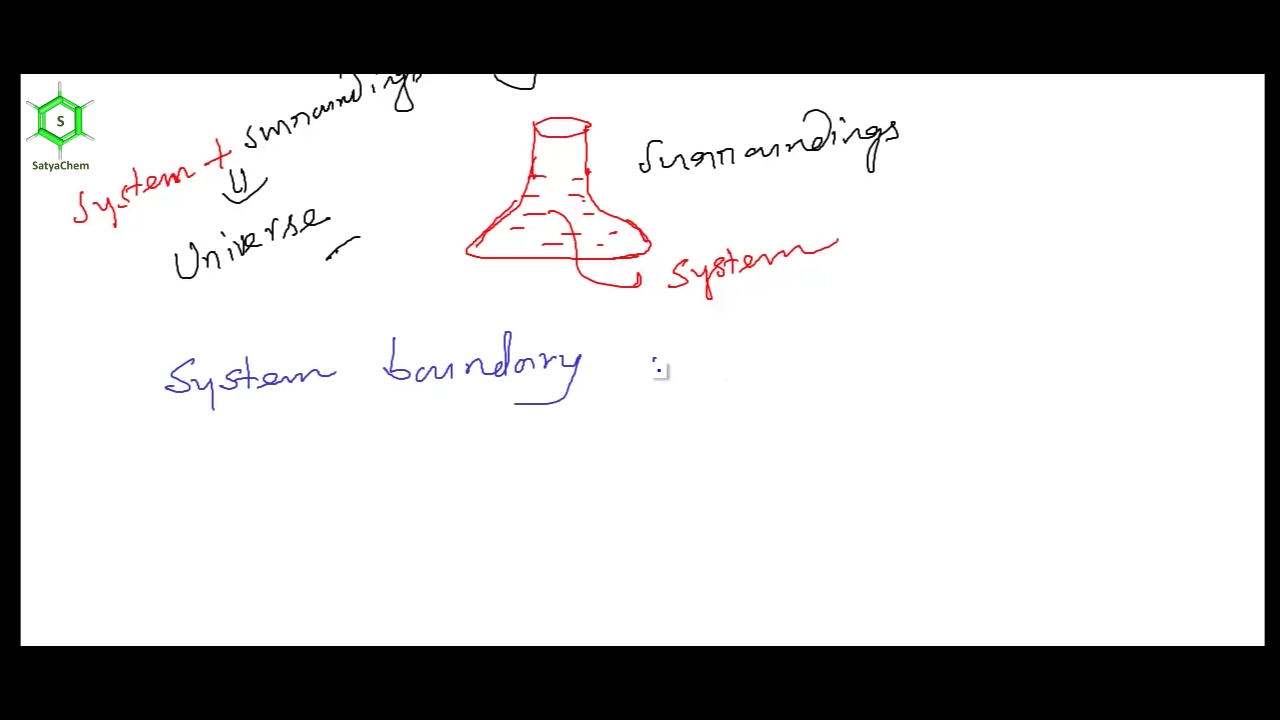 S
SatyaChem
System + surroundings
⇓
Universe
Surroundings
System
System boundary :